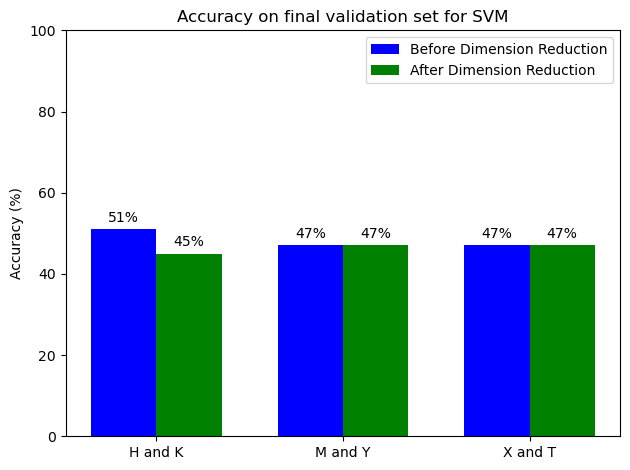 Accuracy on final validation set for SVM
100
80
60
40
20
0
Accuracy (%)
Before Dimension Reduction
After Dimension Reduction
51%
45%
47%
47%
47%
47%
H and K
M and Y
X and T